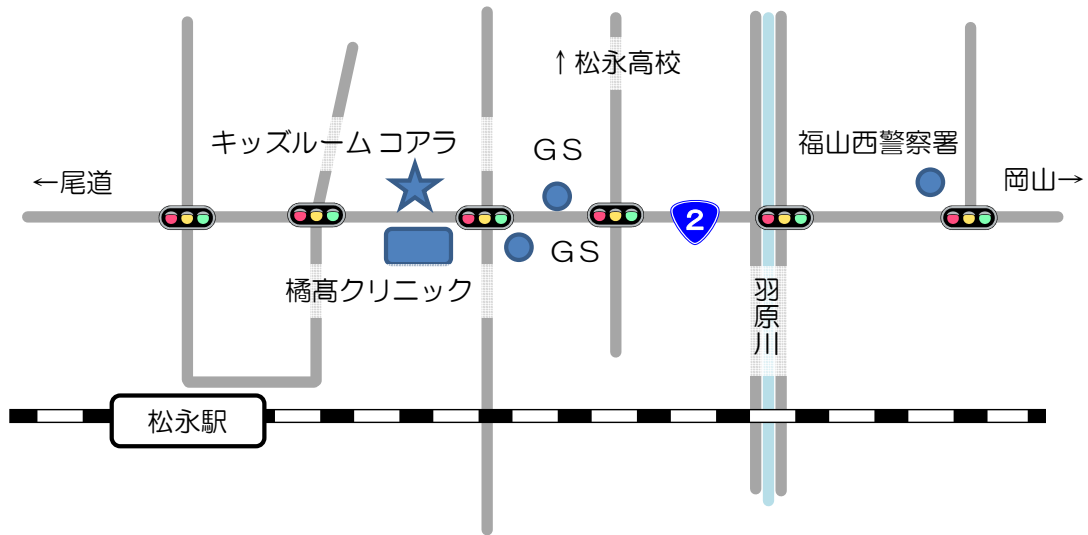 ↑松永高校
キッズルーム コアラ
GS
福山西警察署
←尾道
岡山→
2
GS
橘髙クリニック
羽原川
松永駅